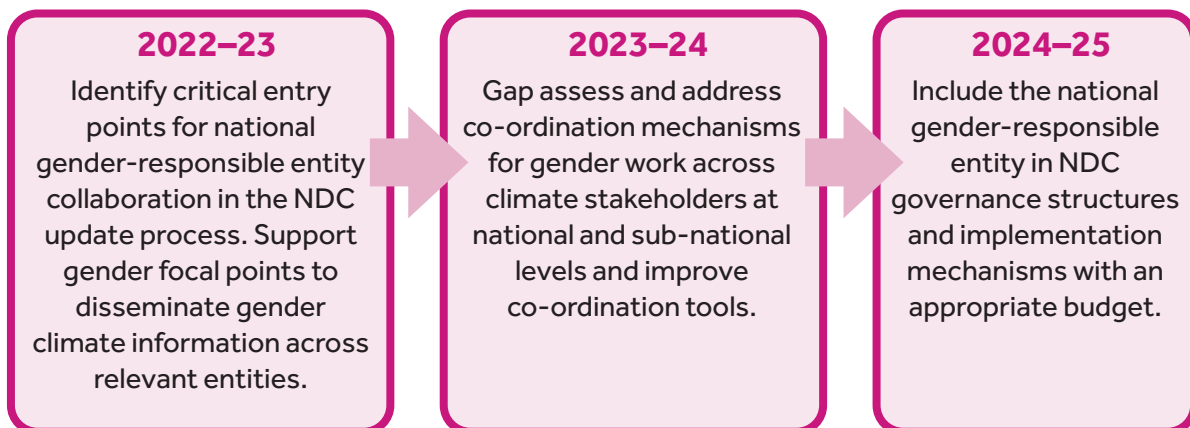 2022–23
Identify critical entry
points for national
gender-responsible entity
collaboration in the NDC
update process. Support
gender focal points to
disseminate gender
climate information across
relevant entities.
2023–24
Gap assess and address
co-ordination mechanisms
for gender work across
climate stakeholders at
national and sub-national
levels and improve
co-ordination tools.
2024–25
Include the national
gender-responsible
entity in NDC
governance structures
and implementation
mechanisms with an
appropriate budget.